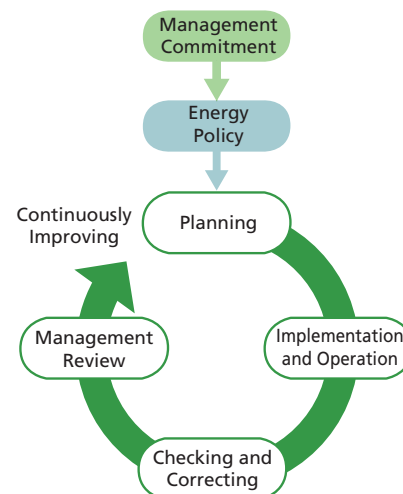 Management
Commitment
Energy
Policy
Continuously
Improving
Planning
Implementation
and Operation
Management
Review
Checking and
Correcting